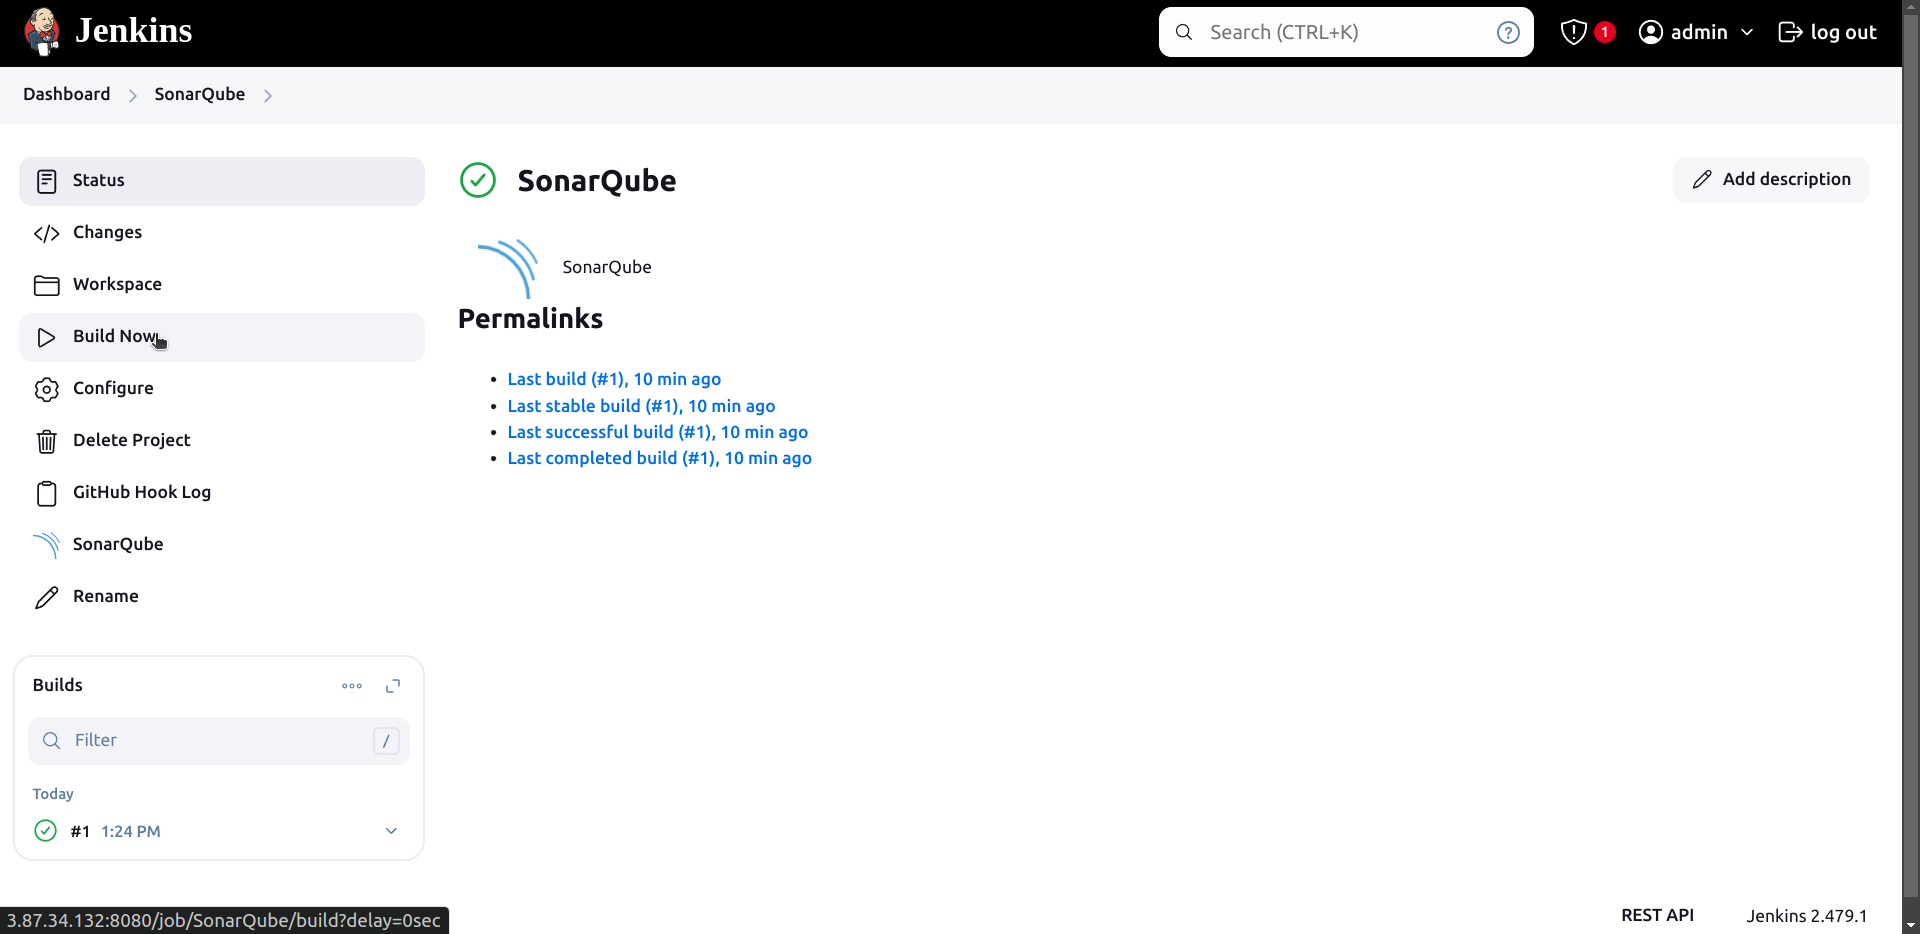 Jenkins
Search (CTRL+K)
?
1
admin
log out
Dashboard
SonarQube
Status
Changes
Workspace
Build Now
Configure
Delete Project
GitHub Hook Log
SonarQube
Rename
Builds
Filter
/
Today
#1 1:24 PM
SonarQube
Add description
SonarQube
Permalinks
Last build (#1), 10 min ago
Last stable build (#1), 10 min ago
Last successful build (#1), 10 min ago
Last completed build (#1), 10 min ago
REST API
Jenkins 2.479.1
3.87.34.132:8080/job/SonarQube/build?delay=0sec